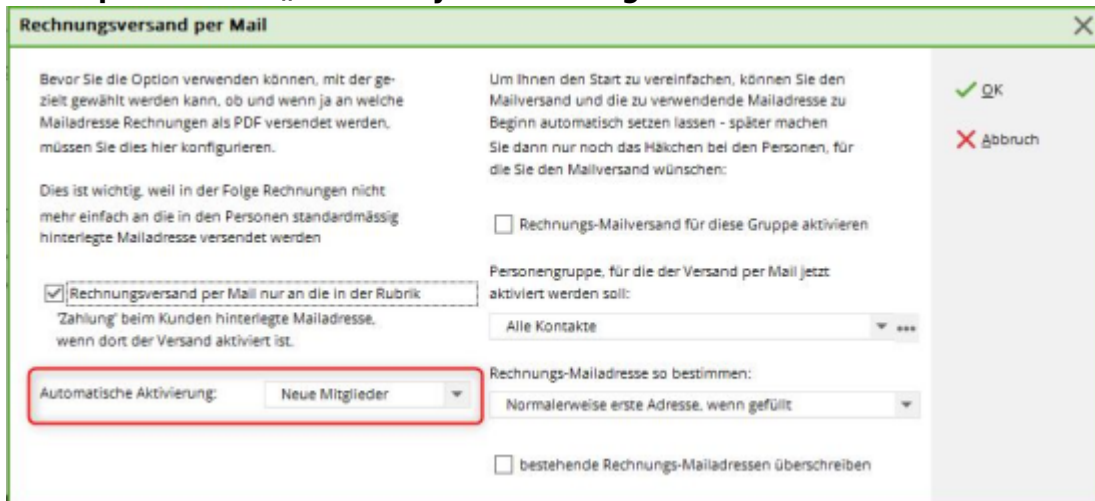 Rechnungsversand per Mail
Bevor Sie die Option verwenden können, mit der ge-
zielt gewählt werden kann, ob und wenn ja an welche
Mailadresse Rechnungen als PDF versendet werden,
müssen Sie dies hier konfigurieren.
Dies ist wichtig, weil in der Folge Rechnungen nicht
mehr einfach an die in den Personen standardmässig
hinterlegte Mailadresse versendet werden
Rechnungsversand per Mail nur an die in der Rubrik
'Zahlung' beim Kunden hinterlegte Mailadresse,
wenn dort der Versand aktiviert ist.
Automatische Aktivierung:
Neue Mitglieder
Um Ihnen den Start zu vereinfachen, können Sie den
Mailversand und die zu verwendende Mailadresse zu
Beginn automatisch setzen lassen - später machen
Sie dann nur noch das Häkchen bei den Personen, für
die Sie den Mailversand wünschen:
Rechnungs-Mailversand für diese Gruppe aktivieren
Personengruppe, für die der Versand per Mail jetzt
aktiviert werden soll:
Alle Kontakte
Rechnungs-Mailadresse so bestimmen:
Normalerweise erste Adresse, wenn gefüllt
bestehende Rechnungs-Mailadressen überschreiben
OK
Abbruch